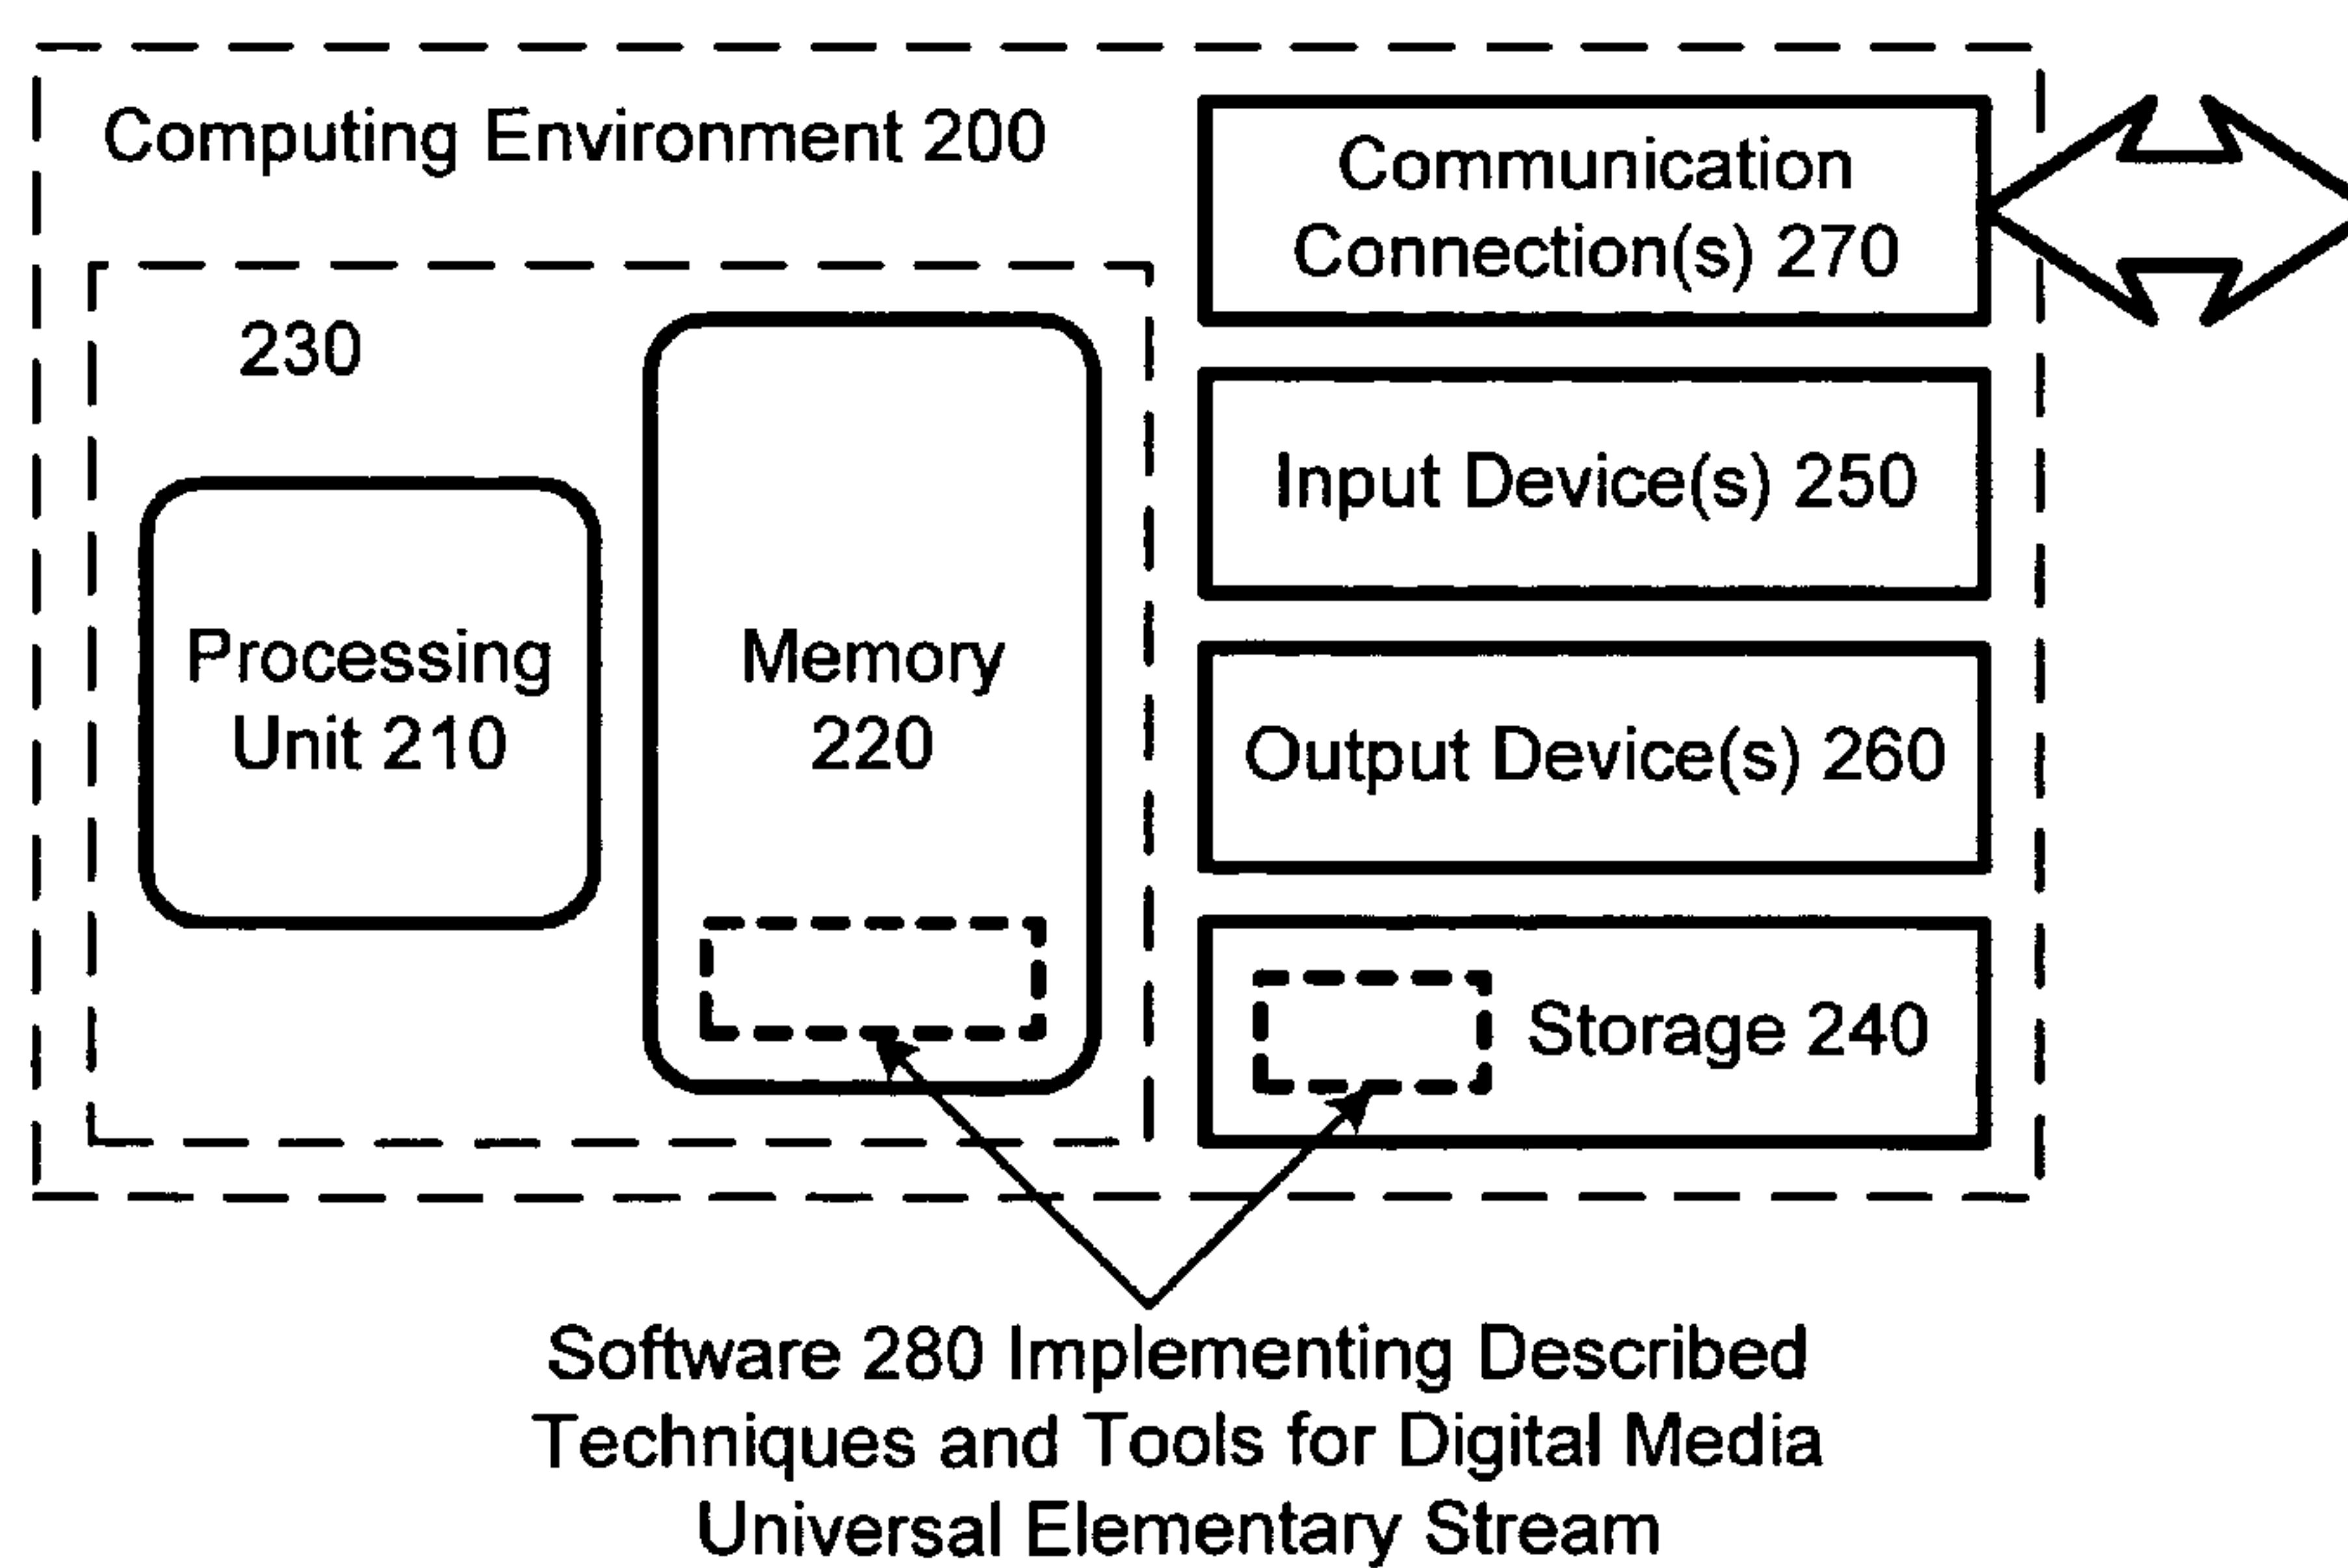 Computing Environment 200
Communication
Connection(s) 270
230
Input Device(s) 250
Processing
Unit 210
Memory
220
Output Device(s) 260
Storage 240
Software 280 Implementing Described
Techniques and Tools for Digital Media
Universal Elementary Stream